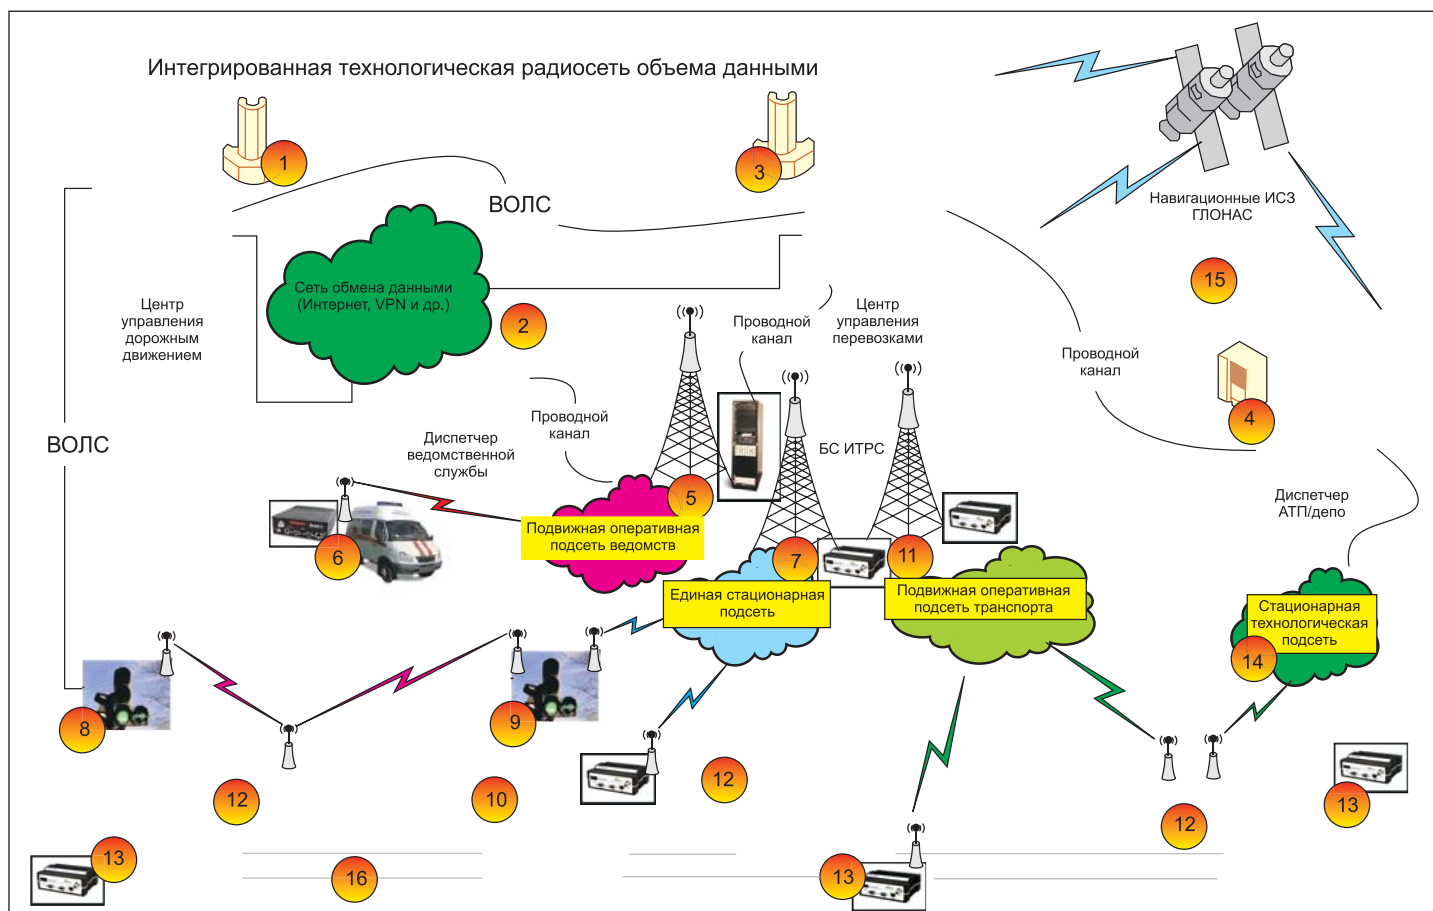 Интегрированная технологическая радиосеть объема данными
1
3
ВОЛС
Навигационные ИСЗ
ГЛОНАС
15
Сеть обмена данными
(Интернет, VPN и др.)
2
Центр
управления
дорожным
движением
Проводной
канал
Центр
управления
перевозками
Проводной
канал
4
ВОЛС
Диспетчер
ведомственной
службы
Проводной
канал
БС ИТРС
5
6
Подвижная оперативная
подсеть ведомств
7
11
Диспетчер
АТП/депо
Единая стационарная
подсеть
Подвижная оперативная
подсеть транспорта
Стационарная
технологическая
подсеть
14
8
9
12
10
12
12
13
13
16
13